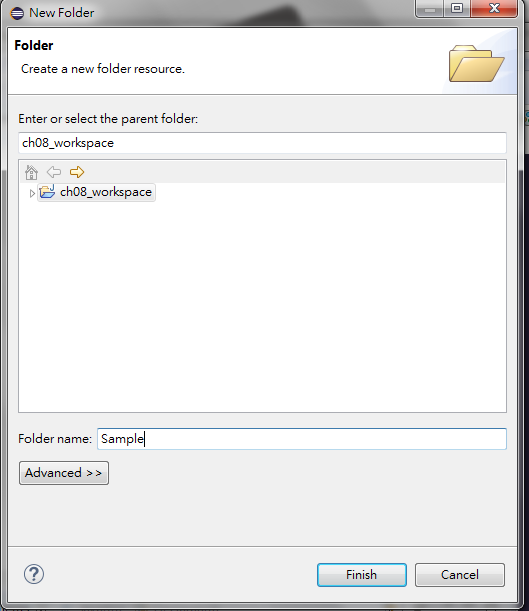 New Folder
Folder
Create a new folder resource.
Enter or select the parent folder:
ch08_workspace
ch08_workspace
Folder name: Sample
Advanced >>
Finish Cancel